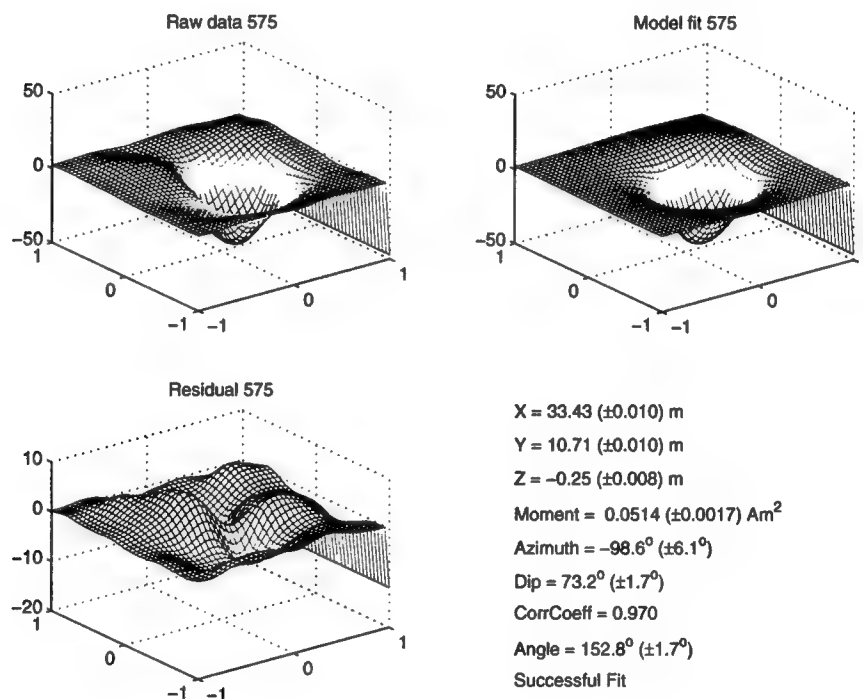 Raw data 575
Model fit 575
50
0
−50
1
0
−1
−1
0
1
50
0
−50
1
0
−1
−1
0
1
Residual 575
10
0
−10
−20
1
0
−1
−1
0
1
X = 33.43 (±0.010) m
Y = 10.71 (±0.010) m
Z = −0.25 (±0.008) m
Moment = 0.0514 (±0.0017) Am²
Azimuth = −98.6° (±6.1°)
Dip = 73.2° (±1.7°)
CorrCoeff = 0.970
Angle = 152.8° (±1.7°)
Successful Fit